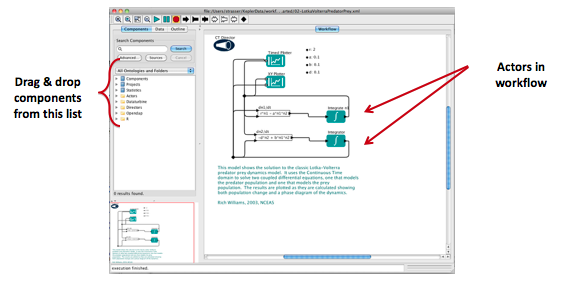 file:/Users/strasser/KeplerData/workf ... acted/02-LotkaVolterraPredatorPrey.xml
Components
Data
Outline
Workflow
Search Components
Search
Advanced...
Sources
Cancel
All Ontologies and Folders
Components
Projects
Statistics
Actors
DataTurbine
Directors
Opendap
R
0 results found.
execution finished.
Drag & drop
components
from this list
Actors in
workflow
CT Director
Timed Plotter
XY Plotter
r: 2
a: 0.1
b: 0.1
d: 0.1
dn1/dt
r*n1 - a*n1*n2
dn2/dt
-d*n2 + b*n1*n2
Integrator
This model shows the solution to the classic Lotka-Volterra
predator prey dynamics model. It uses the Continuous Time
domain to solve two coupled differential equations, one that models
the predator population and one that models the prey
population. The results are plotted as they are calculated showing
both population change and a phase diagram of the dynamics.
Rich Williams, 2003, NCEAS